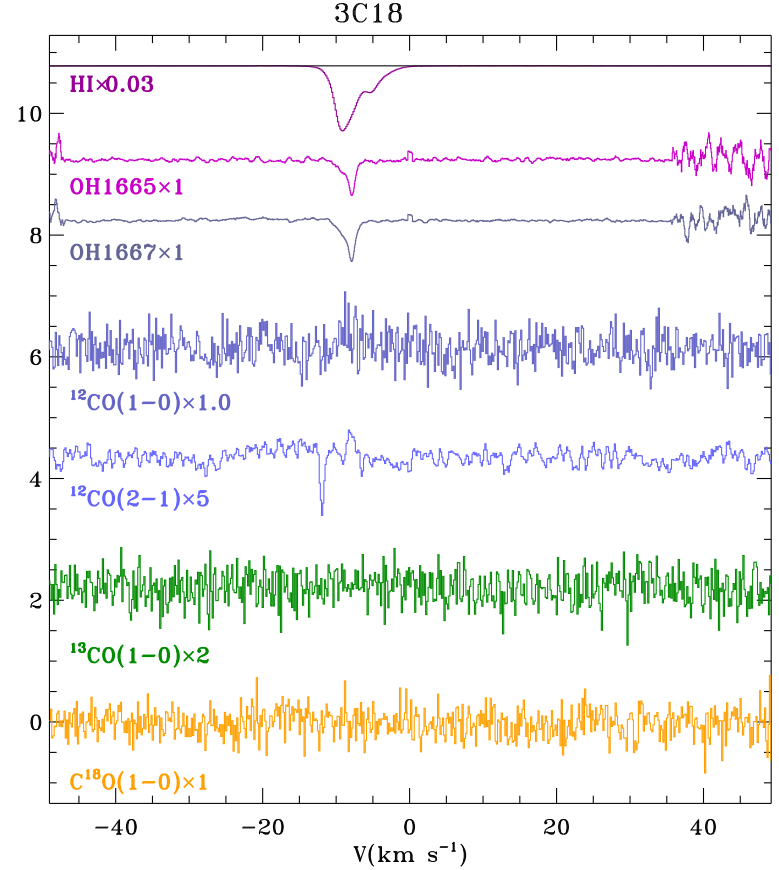 3C18
HI×0.03
10
OH1665×1
8
OH1667×1
6
¹²CO(1−0)×1.0
4
¹²CO(2−1)×5
2
¹³CO(1−0)×2
0
C¹⁸O(1−0)×1
−40 −20 0 20 40
V(km s⁻¹)